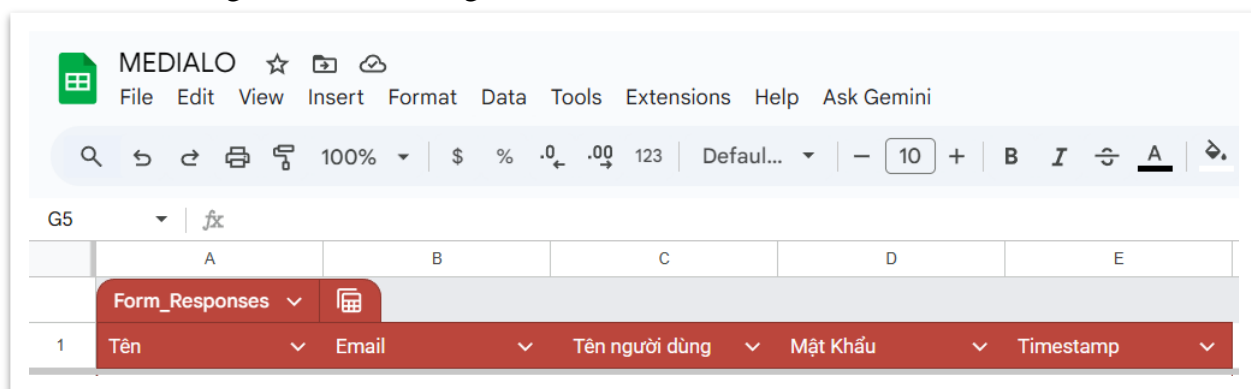 MEDIALO
File Edit View Insert Format Data Tools Extensions Help Ask Gemini
100% $ % .0 .00 123 Defaul... − 10 + B I S A
G5 fx
A B C D E
Form_Responses
1 Tên Email Tên người dùng Mật Khẩu Timestamp